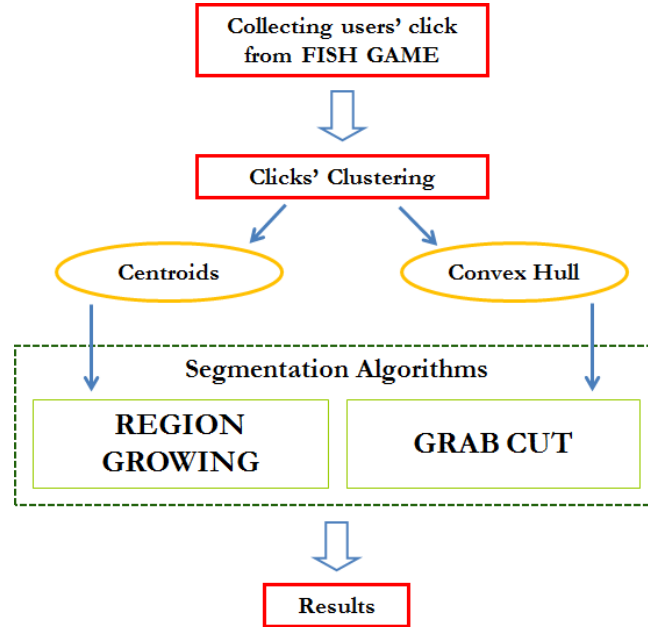 Collecting users' click
from FISH GAME
Clicks' Clustering
Centroids
Convex Hull
Segmentation Algorithms
REGION
GROWING
GRAB CUT
Results